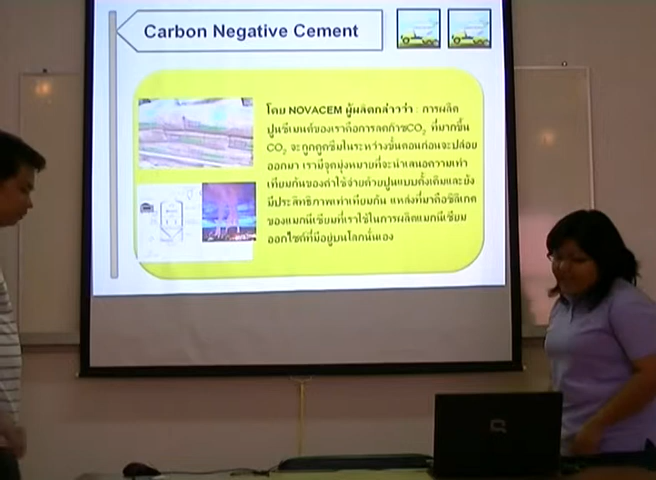 Carbon Negative Cement
โดย NOVACEM ผู้ผลิตกล่าวว่า : การผลิต
ปูนซีเมนต์ของเราคือการลดก๊าซCO2 ที่มากขึ้น
CO2 จะถูกดูดซึมในระหว่างขั้นตอนก่อนจะปล่อย
ออกมา เรามีจุดมุ่งหมายที่จะนำเสนอความเท่า
เทียมกันของค่าใช้จ่ายกับปูนแบบดั้งเดิมและยัง
มีประสิทธิภาพเท่าเทียมกัน แหล่งที่มาคือซิลิเกต
ของแมกนีเซียมที่เราใช้ในการผลิตแมกนีเซียม
ออกไซด์ที่มีอยู่บนโลกนั่นเอง